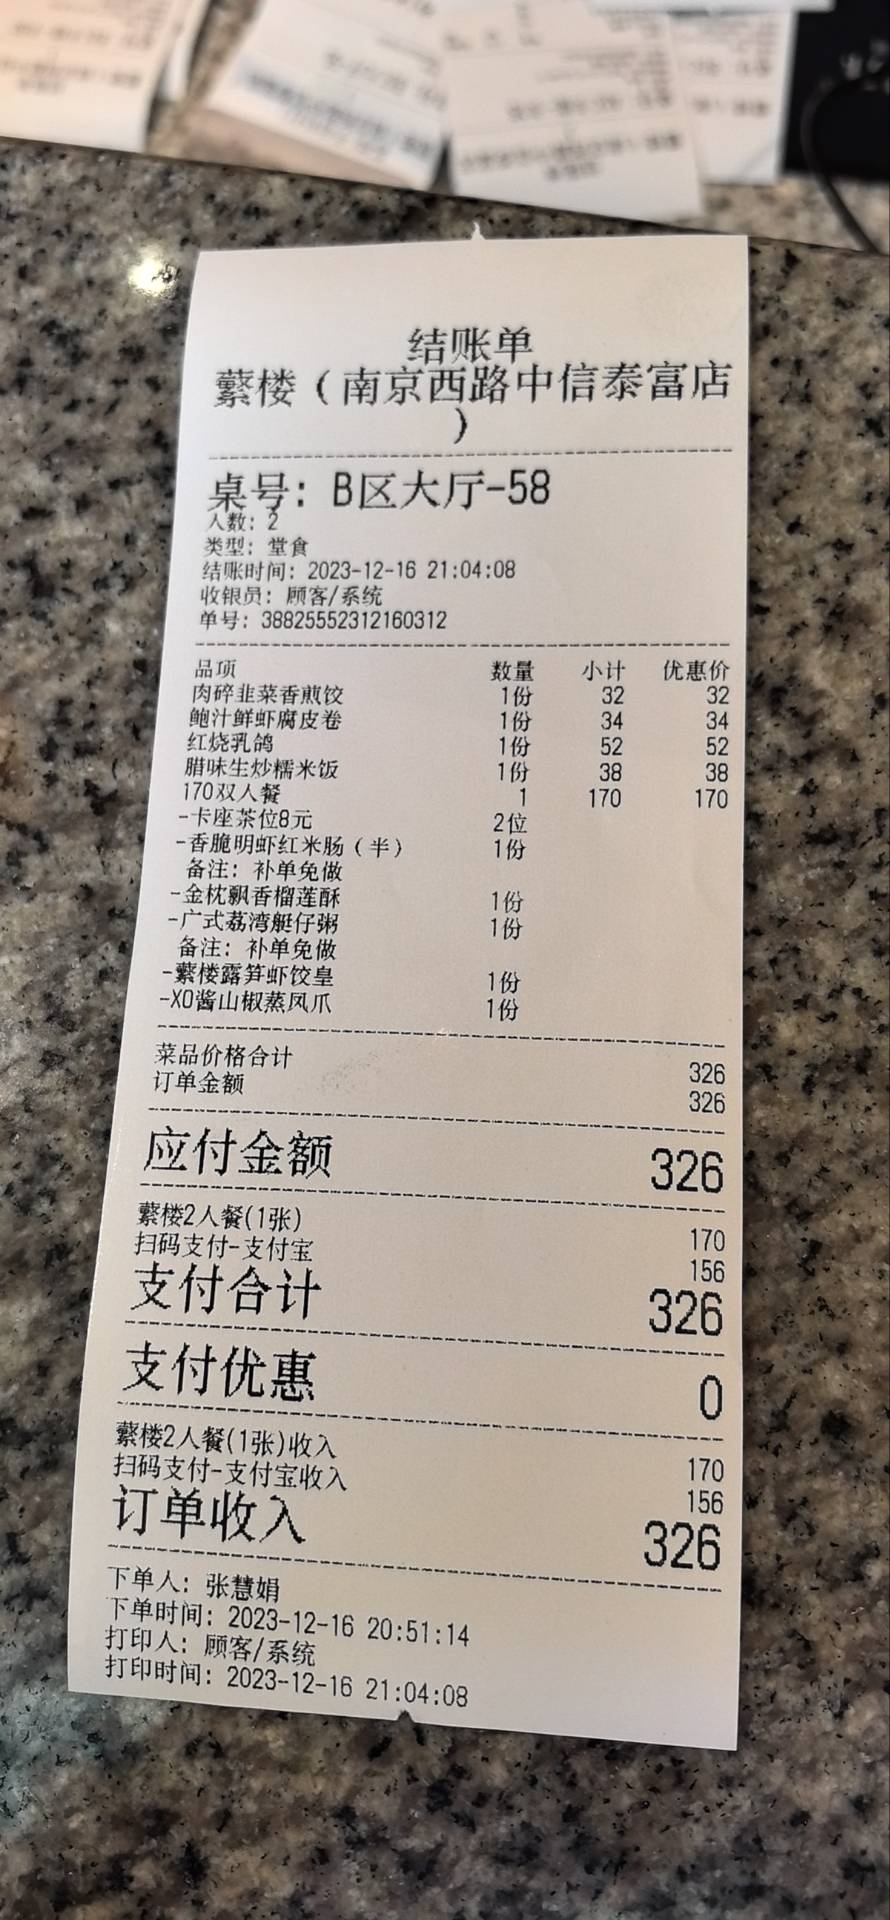 结账单
蘩楼（南京西路中信泰富店
）
桌号: B区大厅-58
人数: 2
类型: 堂食
结账时间: 2023-12-16 21:04:08
收银员: 顾客/系统
单号: 38825552312160312
品项 数量 小计 优惠价
肉碎韭菜香煎饺 1份 32 32
鲍汁鲜虾腐皮卷 1份 34 34
红烧乳鸽 1份 52 52
腊味生炒糯米饭 1份 38 38
170双人餐 1 170 170
-卡座茶位8元 2位
-香脆明虾红米肠（半） 1份
备注: 补单免做
-金枕飘香榴莲酥 1份
-广式荔湾艇仔粥 1份
备注: 补单免做
-蘩楼露笋虾饺皇 1份
-XO酱山椒蒸凤爪 1份
菜品价格合计 326
订单金额 326
应付金额 326
蘩楼2人餐(1张) 170
扫码支付-支付宝 156
支付合计 326
支付优惠 0
蘩楼2人餐(1张)收入 170
扫码支付-支付宝收入 156
订单收入 326
下单人: 张慧娟
下单时间: 2023-12-16 20:51:14
打印人: 顾客/系统
打印时间: 2023-12-16 21:04:08